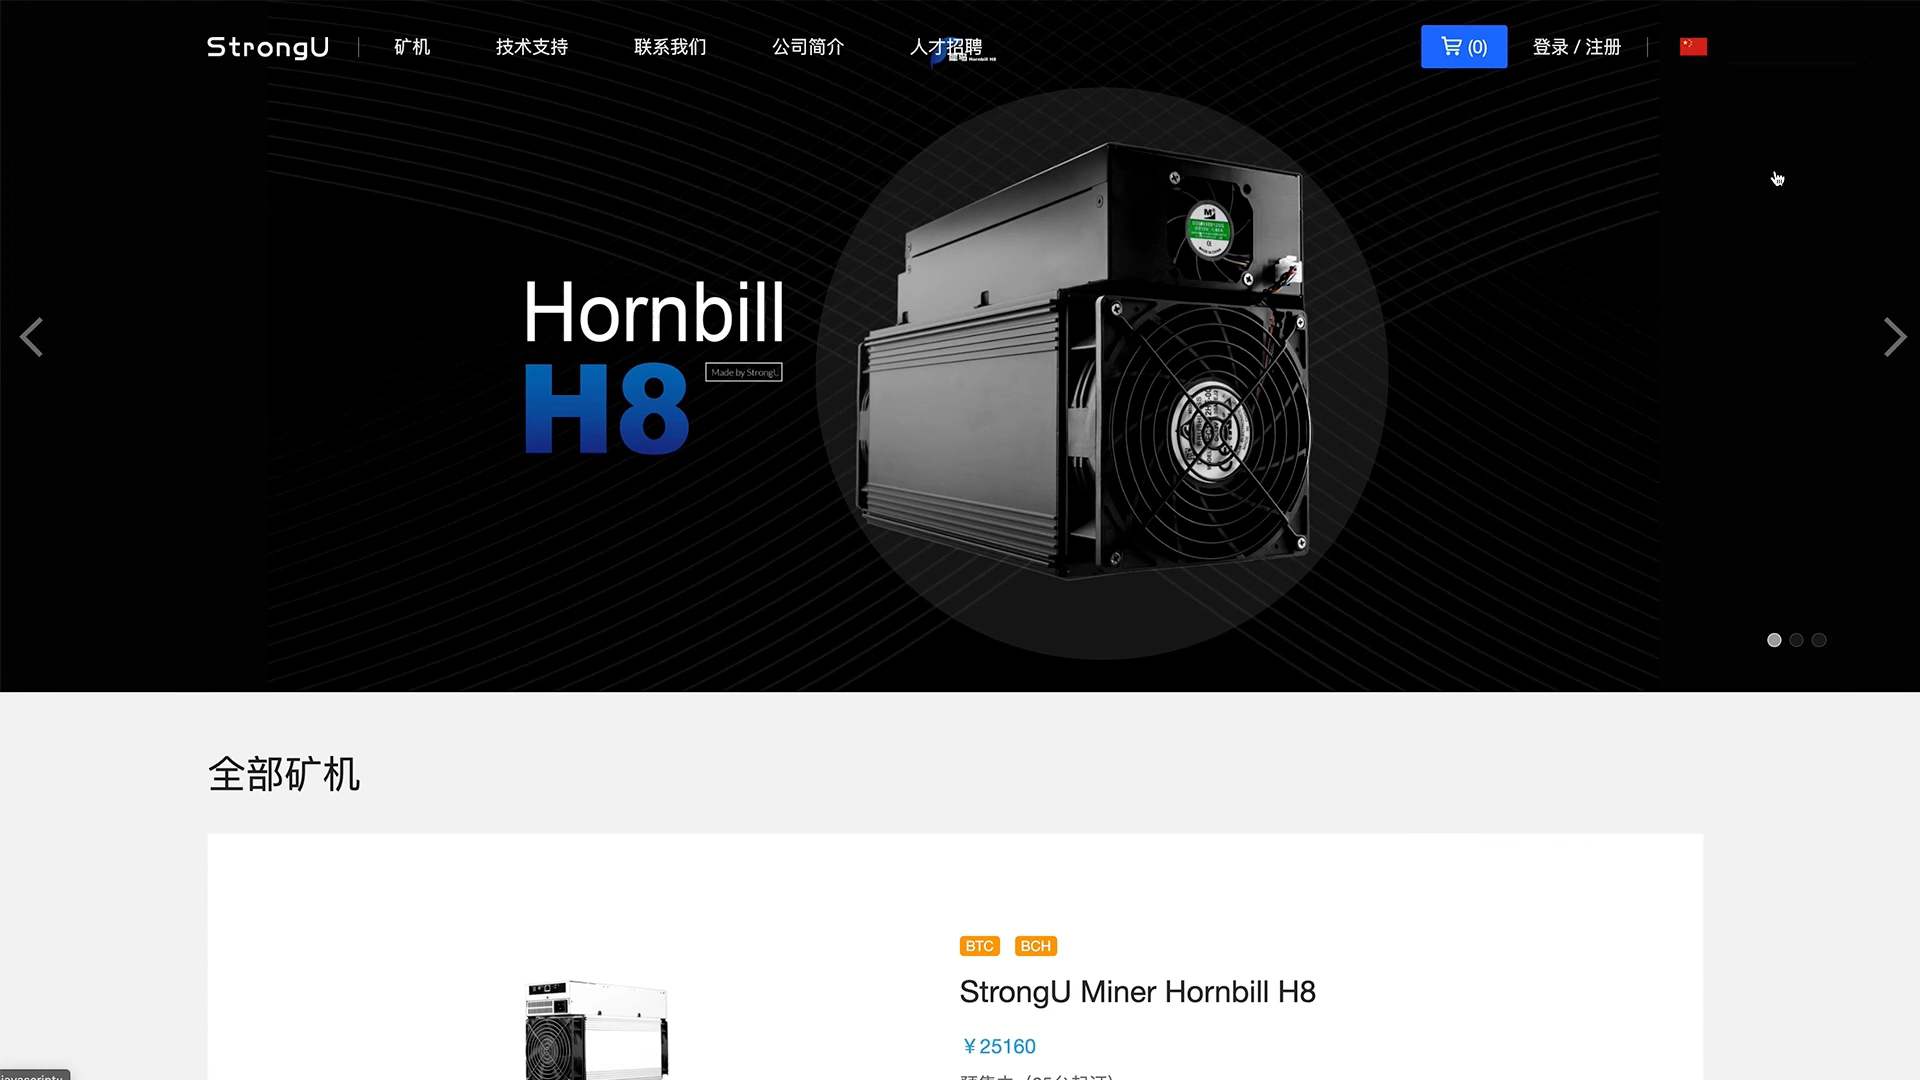 StrongU
矿机
技术支持
联系我们
公司简介
人才招聘
(0)
登录 / 注册
Hornbill H8
Hornbill
H8
Made by StrongU
全部矿机
BTC
BCH
StrongU Miner Hornbill H8
¥25160